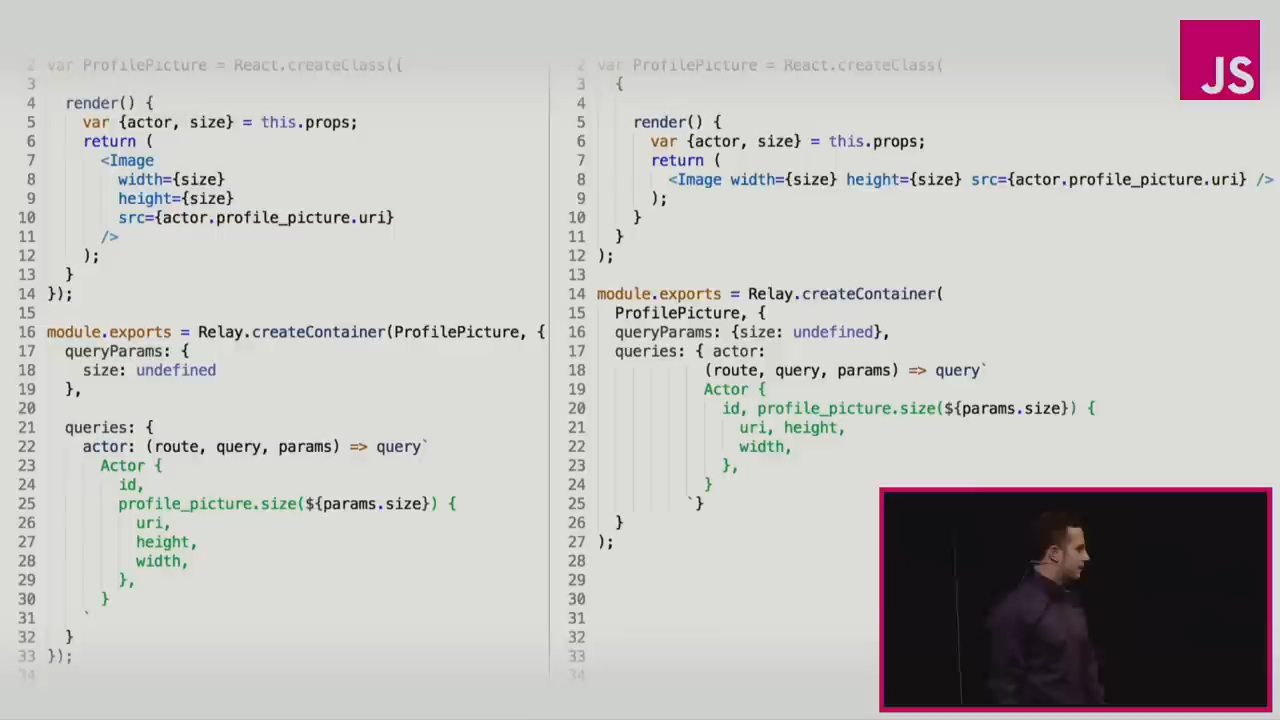 2 var ProfilePicture = React.createClass({
3
4 render() {
5 var {actor, size} = this.props;
6 return (
7 <Image
8 width={size}
9 height={size}
10 src={actor.profile_picture.uri}
11 />
12 );
13 }
14 });
15
16 module.exports = Relay.createContainer(ProfilePicture, {
17 queryParams: {
18 size: undefined
19 },
20
21 queries: {
22 actor: (route, query, params) => query`
23 Actor {
24 id,
25 profile_picture.size(${params.size}) {
26 uri,
27 height,
28 width,
29 },
30 }
31 `
32 }
33 });
34
2 var ProfilePicture = React.createClass(
3 {
4
5 render() {
6 var {actor, size} = this.props;
7 return (
8 <Image width={size} height={size} src={actor.profile_picture.uri} />
9 );
10 }
11 }
12 );
13
14 module.exports = Relay.createContainer(
15 ProfilePicture, {
16 queryParams: {size: undefined},
17 queries: { actor:
18 (route, query, params) => query`
19 Actor {
20 id, profile_picture.size(${params.size}) {
21 uri, height,
22 width,
23 },
24 }
25 `}
26 }
27 );
28
29
30
31
32
33
34
JS